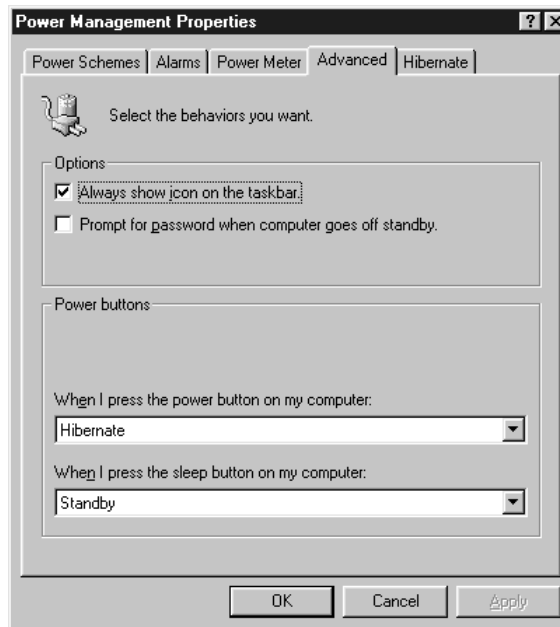 Power Management Properties
Power Schemes Alarms Power Meter Advanced Hibernate
Select the behaviors you want.
Options
Always show icon on the taskbar.
Prompt for password when computer goes off standby.
Power buttons
When I press the power button on my computer:
Hibernate
When I press the sleep button on my computer:
Standby
OK Cancel Apply